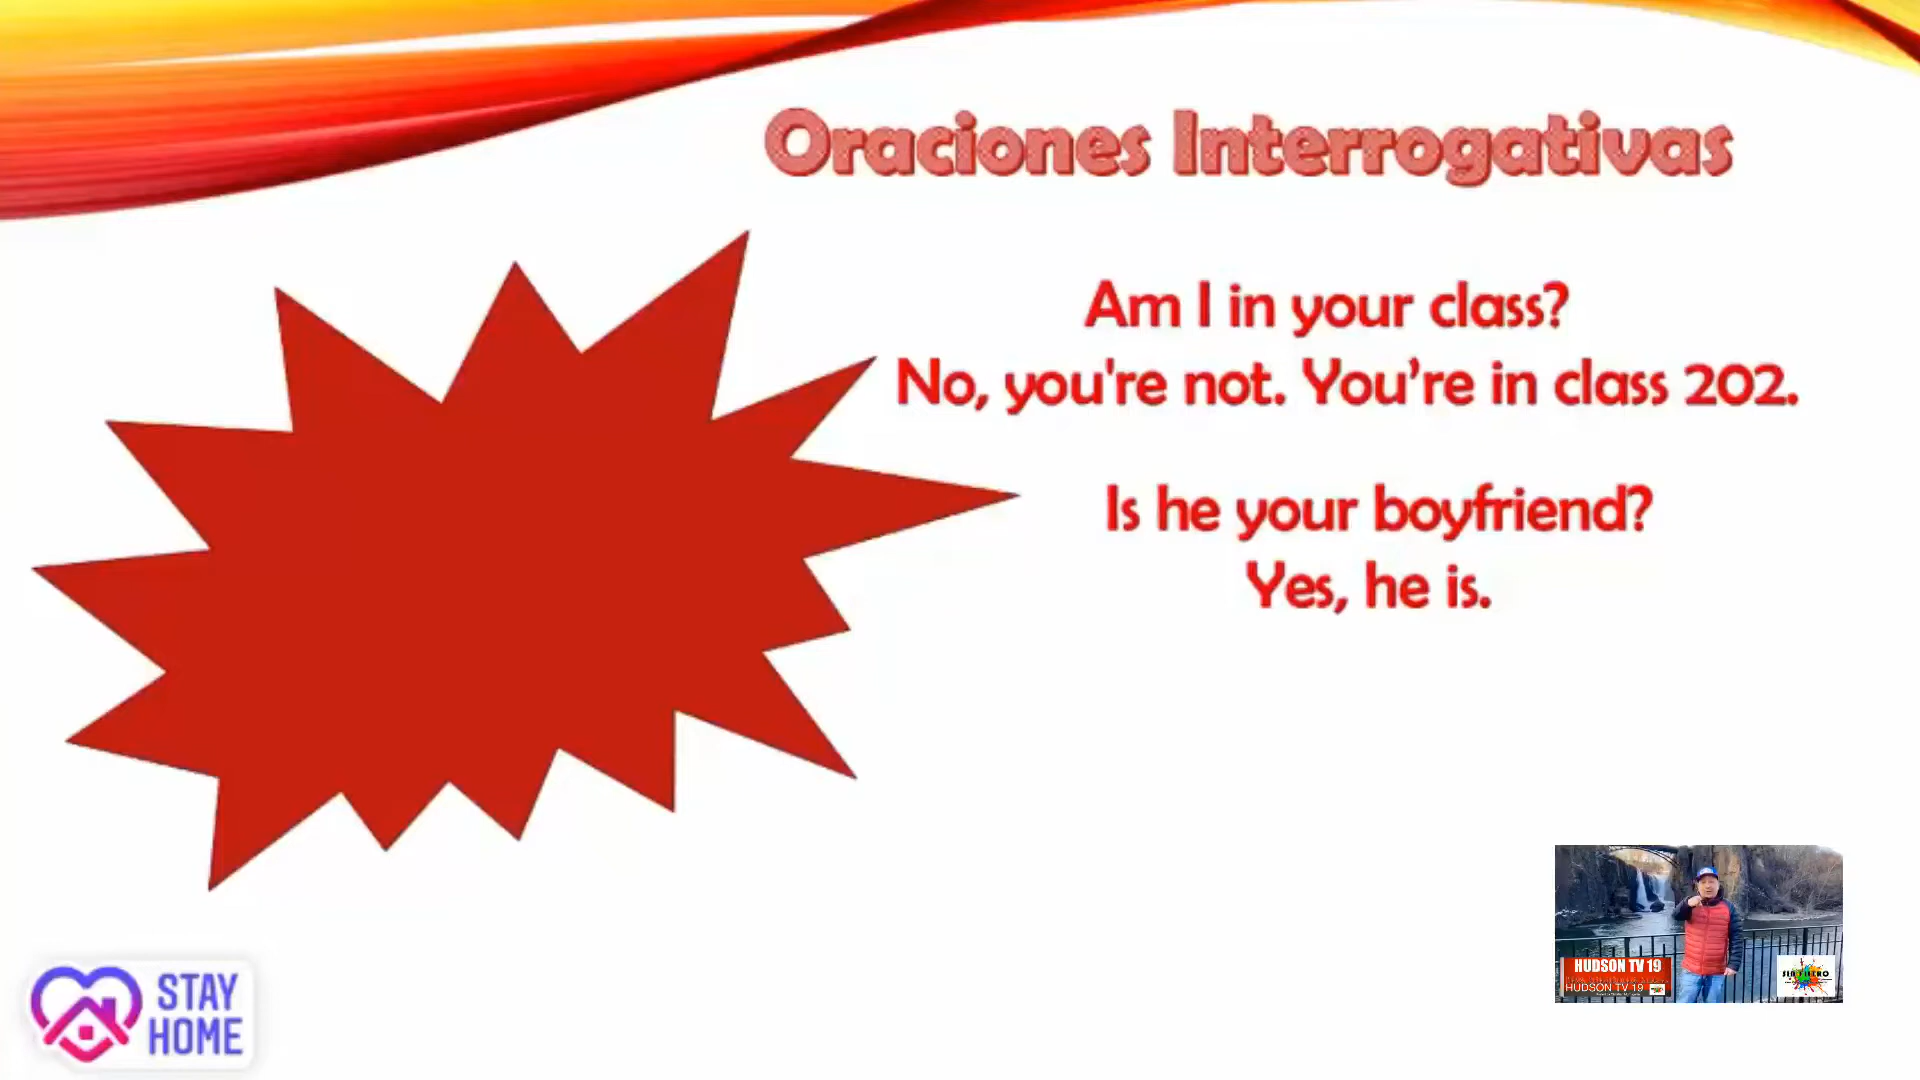 Oraciones Interrogativas
Am I in your class?
No, you're not. You’re in class 202.
Is he your boyfriend?
Yes, he is.
STAY
HOME
HUDSON TV 19
HUDSON TV 19